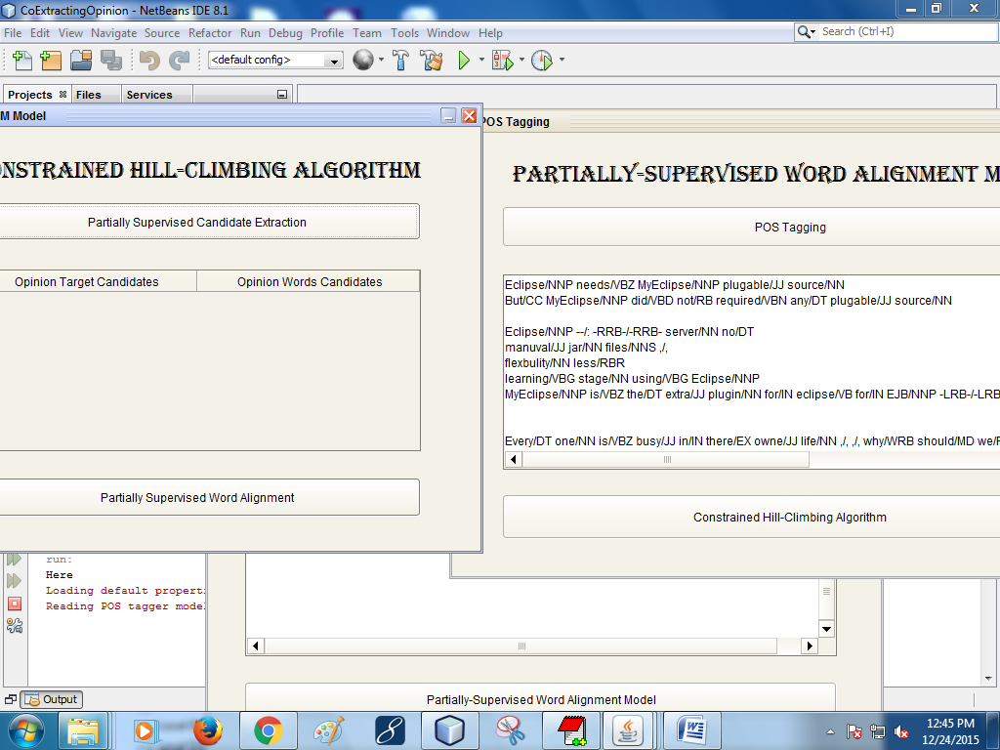 CoExtractingOpinion - NetBeans IDE 8.1
File Edit View Navigate Source Refactor Run Debug Profile Team Tools Window Help
Search (Ctrl+I)
<default config>
Projects Files Services
M Model
NSTRAINED HILL-CLIMBING ALGORITHM
Partially Supervised Candidate Extraction
Opinion Target Candidates Opinion Words Candidates
Partially Supervised Word Alignment
POS Tagging
PARTIALLY-SUPERVISED WORD ALIGNMENT M
POS Tagging
Eclipse/NNP needs/VBZ MyEclipse/NNP plugable/JJ source/NN
But/CC MyEclipse/NNP did/VBD not/RB required/VBN any/DT plugable/JJ source/NN
Eclipse/NNP --/: -RRB-/-RRB- server/NN no/DT
manuval/JJ jar/NN files/NNS ,/,
flexbulity/NN less/RBR
learning/VBG stage/NN using/VBG Eclipse/NNP
MyEclipse/NNP is/VBZ the/DT extra/JJ plugin/NN for/IN eclipse/VB for/IN EJB/NNP -LRB-/-LRB
Every/DT one/NN is/VBZ busy/JJ in/IN there/EX owne/JJ life/NN ,/, ,/, why/WRB should/MD we/
Constrained Hill-Climbing Algorithm
run:
Here
Loading default properti
Reading POS tagger model
Partially-Supervised Word Alignment Model
Output
12:45 PM
12/24/2015